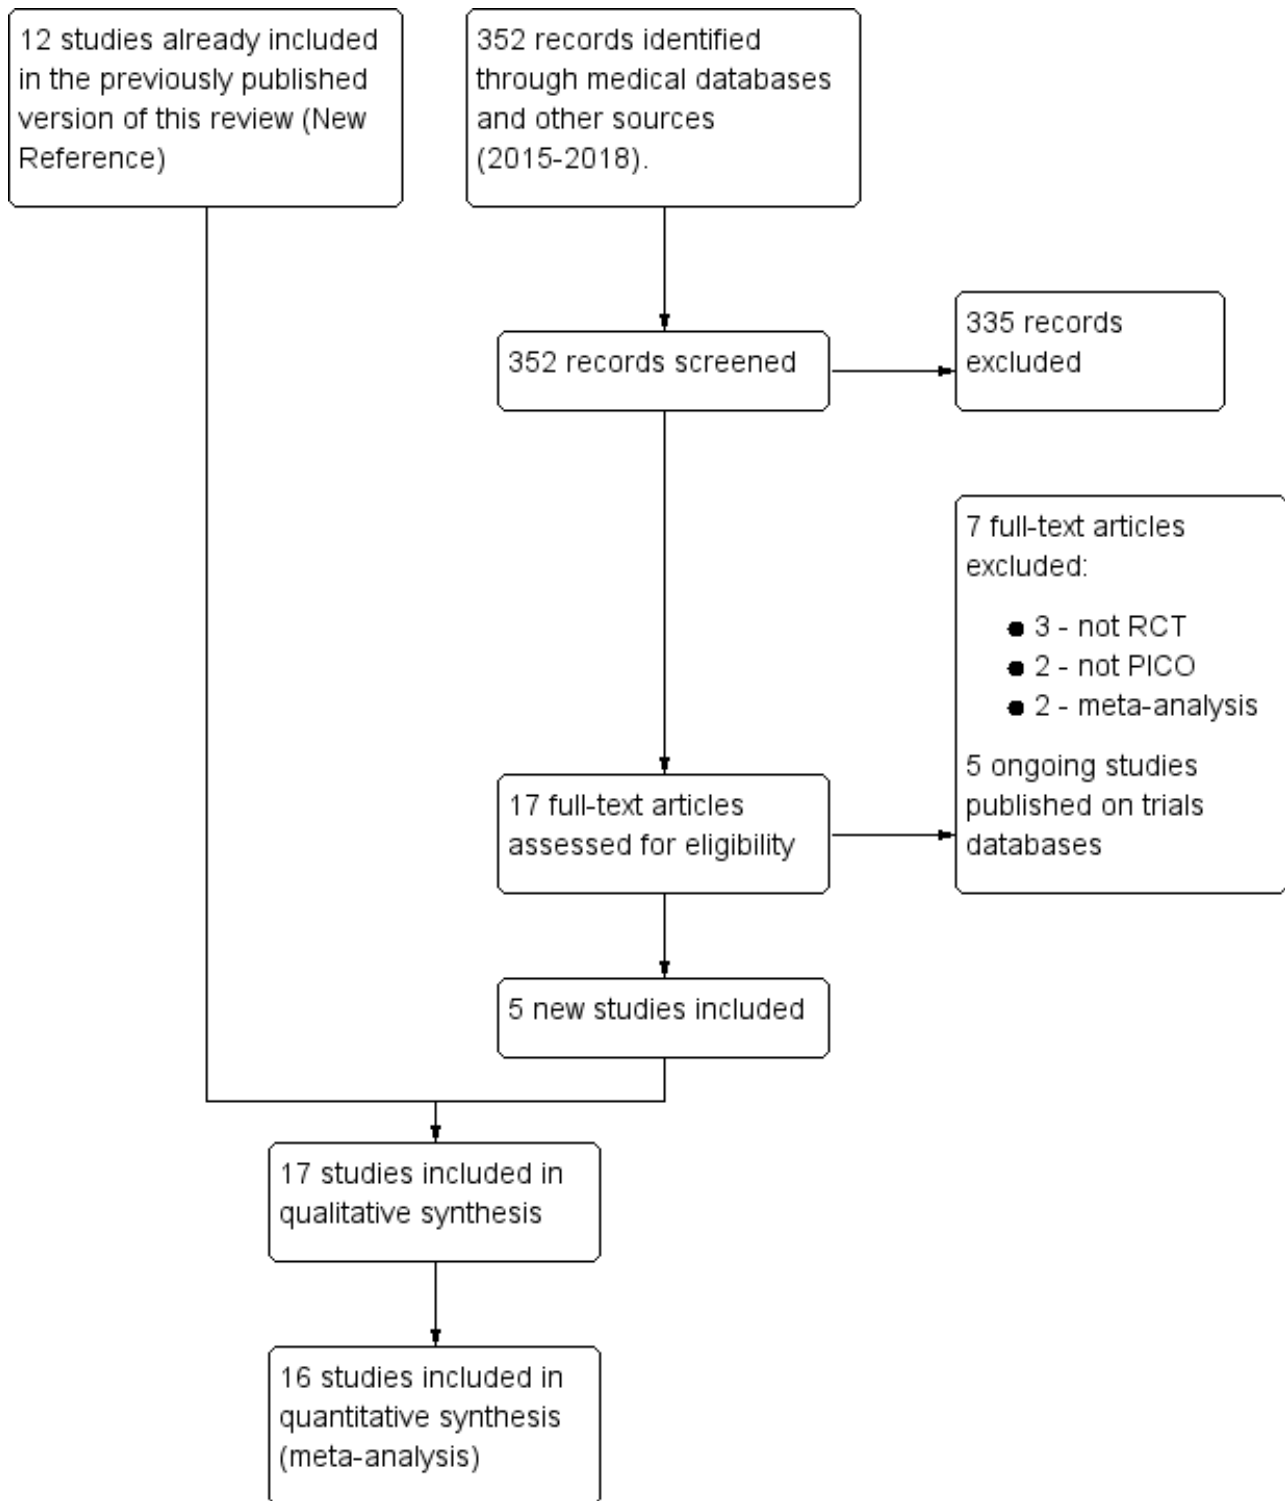 12 studies already included
in the previously published
version of this review (New
Reference)
352 records identified
through medical databases
and other sources
(2015-2018).
352 records screened
335 records
excluded
7 full-text articles
excluded:
● 3 - not RCT
● 2 - not PICO
● 2 - meta-analysis
5 ongoing studies
published on trials
databases
17 full-text articles
assessed for eligibility
5 new studies included
17 studies included in
qualitative synthesis
16 studies included in
quantitative synthesis
(meta-analysis)